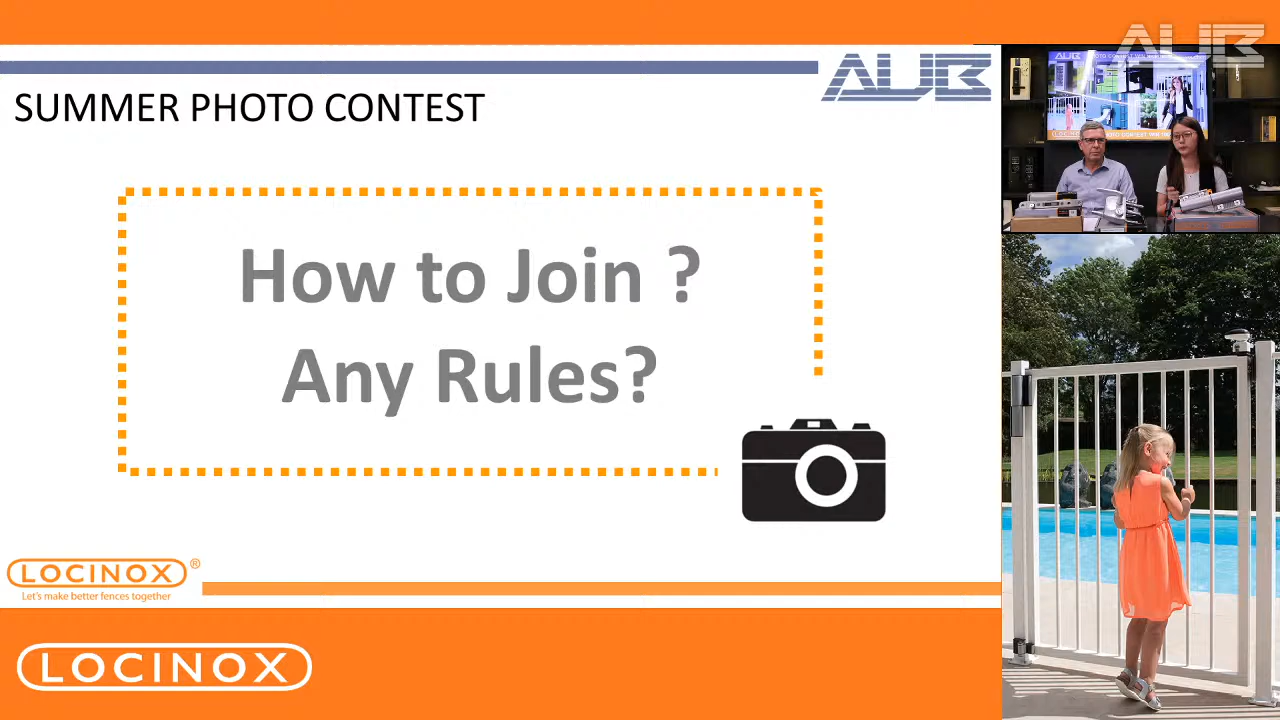 AUB
AUB
SUMMER PHOTO CONTEST
How to Join ?
Any Rules?
LOCINOX®
Let's make better fences together
LOCINOX